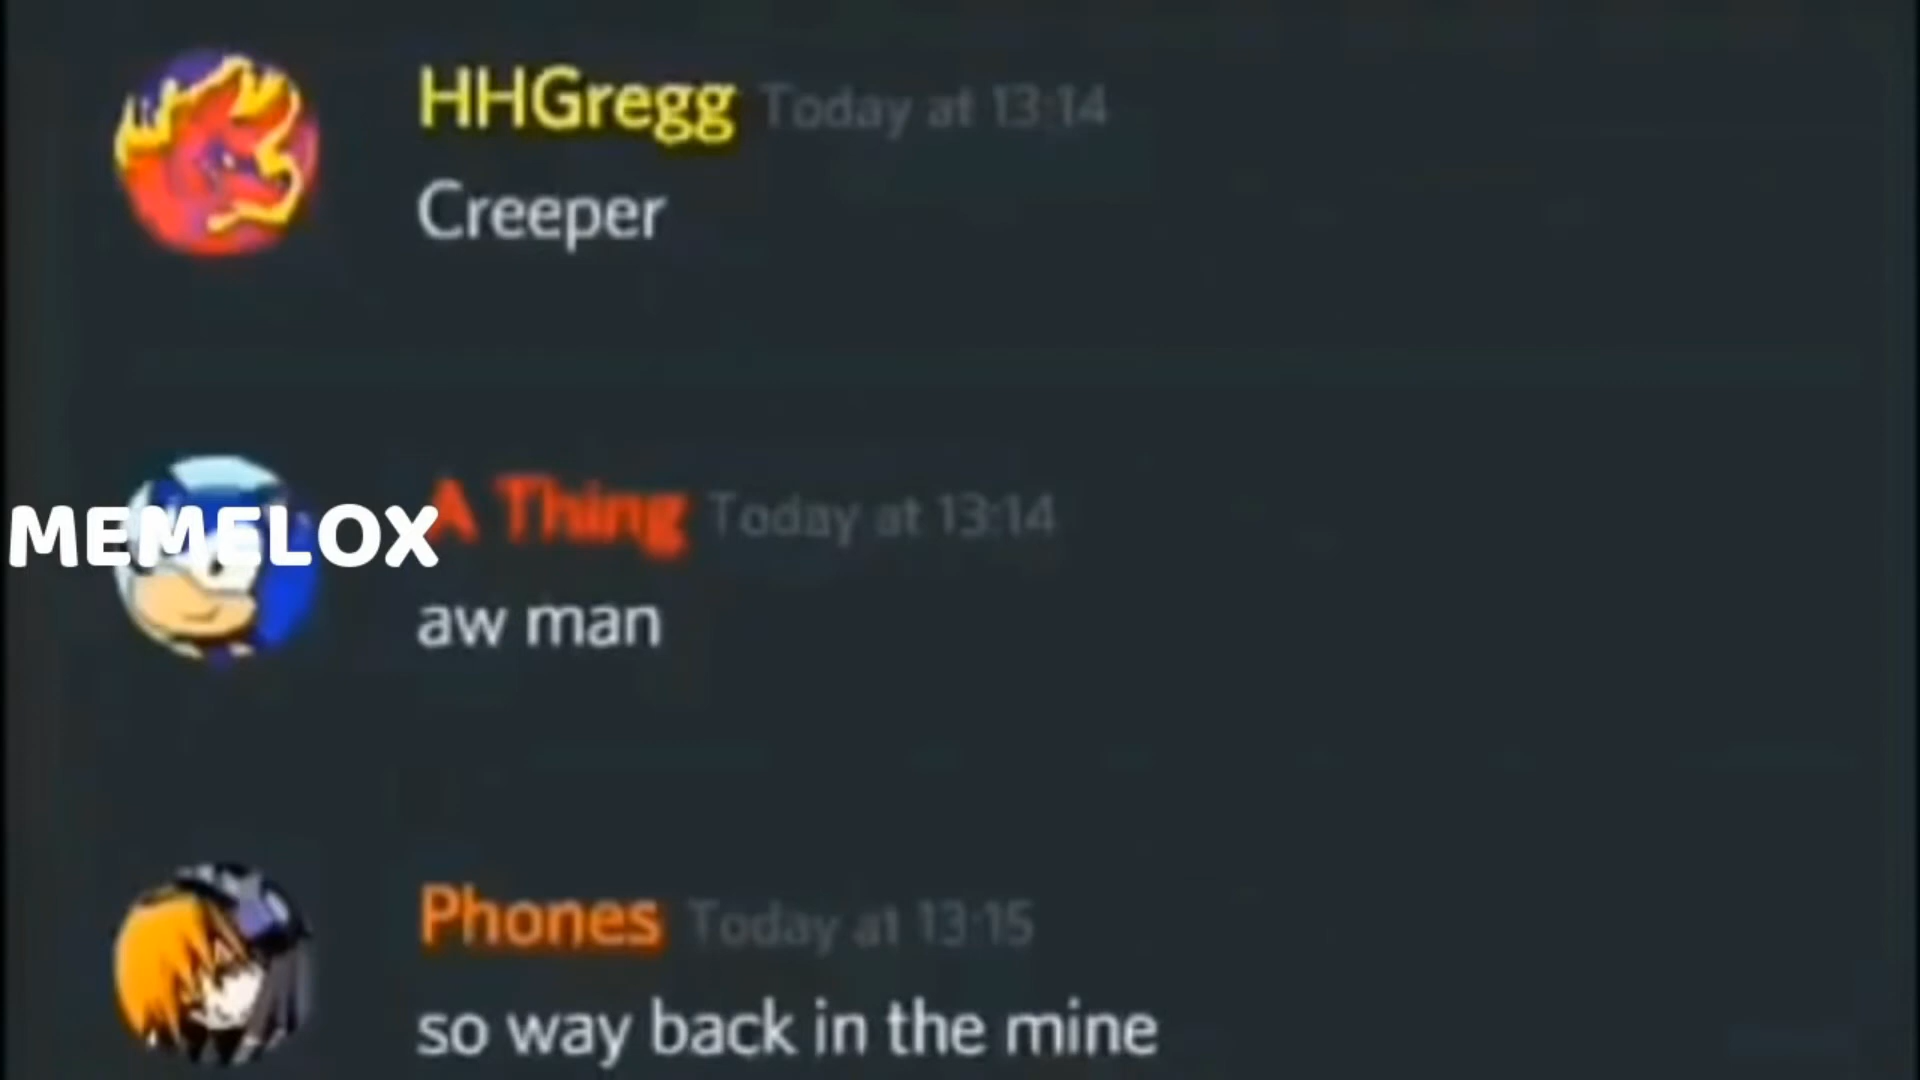 HHGregg Today at 13:14
Creeper
MEMELOX
A Thing Today at 13:14
aw man
Phones Today at 13:15
so way back in the mine